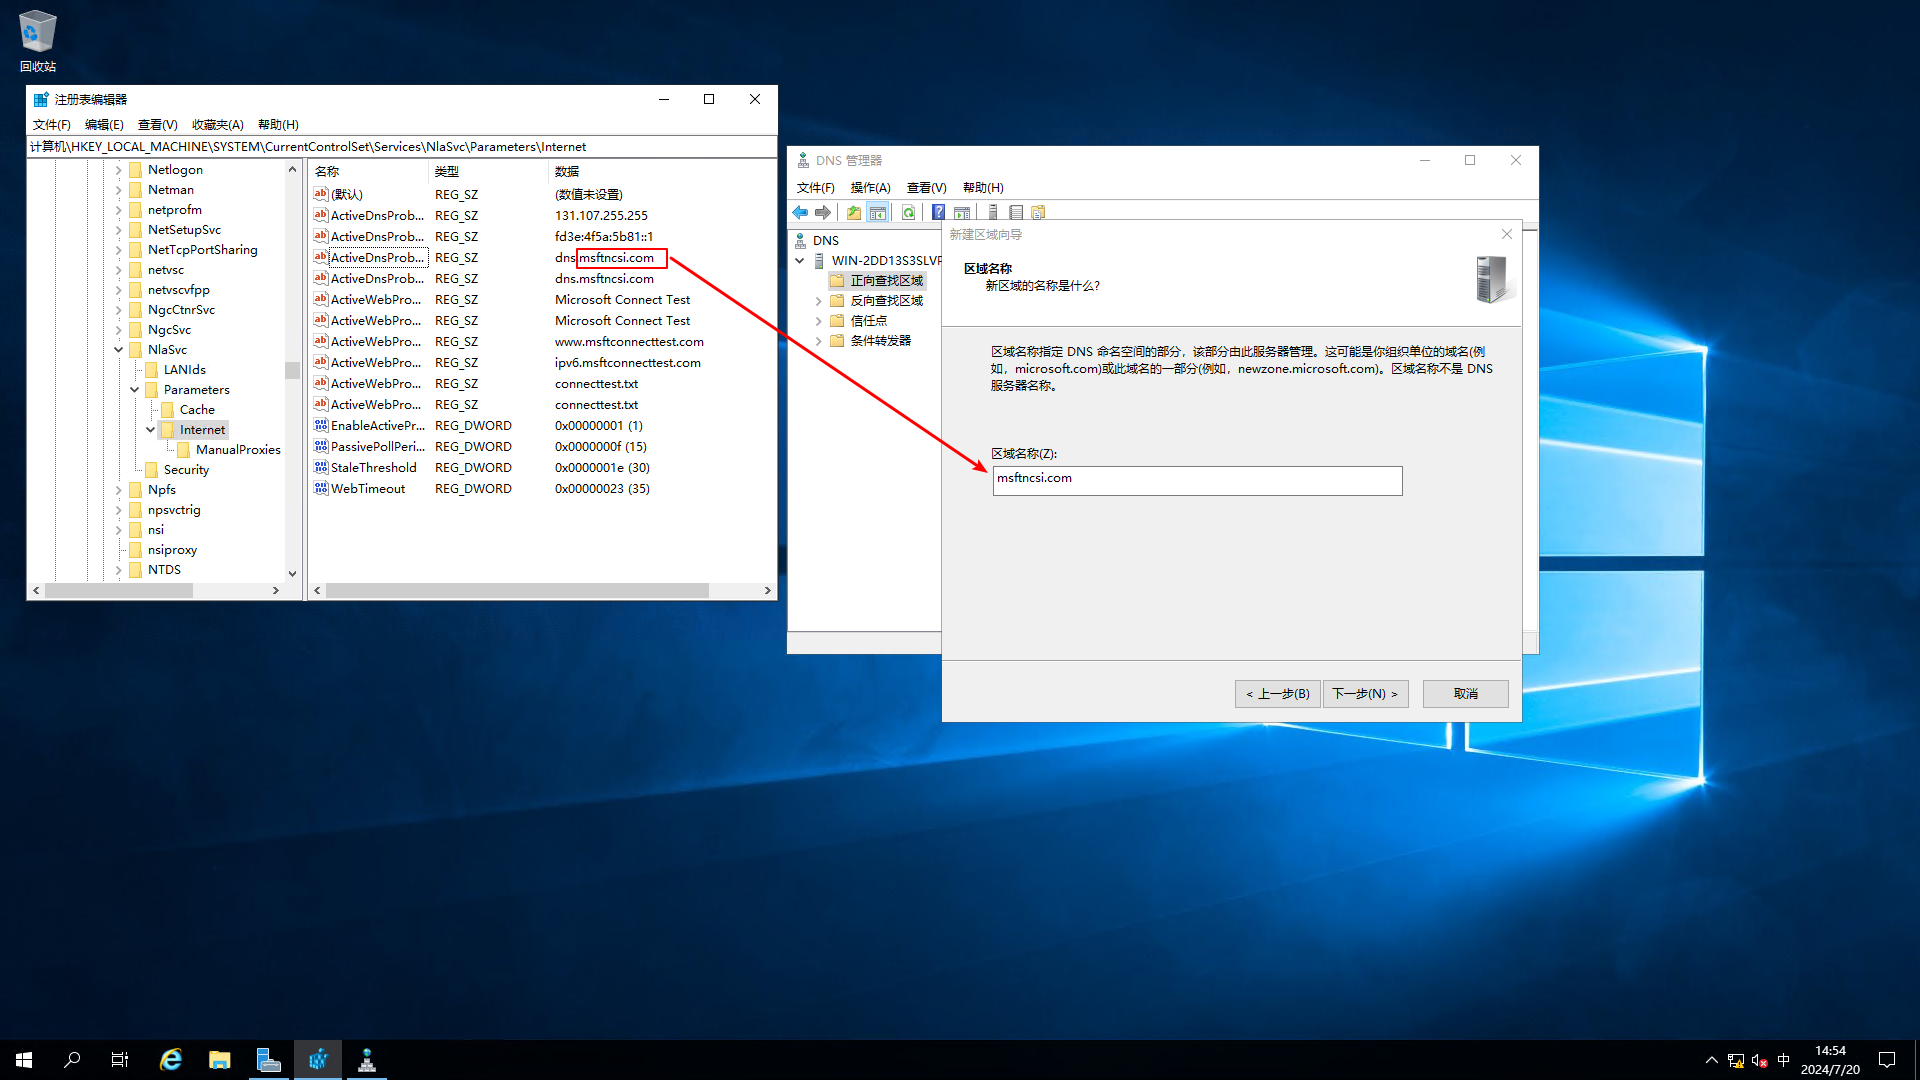 回收站
注册表编辑器
文件(F) 编辑(E) 查看(V) 收藏夹(A) 帮助(H)
计算机\HKEY_LOCAL_MACHINE\SYSTEM\CurrentControlSet\Services\NlaSvc\Parameters\Internet
Netlogon
Netman
netprofm
NetSetupSvc
NetTcpPortSharing
netvsc
netvscvfpp
NgcCtnrSvc
NgcSvc
NlaSvc
LANIds
Parameters
Cache
Internet
ManualProxies
Security
Npfs
npsvctrig
nsi
nsiproxy
NTDS
名称 类型 数据
(默认) REG_SZ (数值未设置)
ActiveDnsProb... REG_SZ 131.107.255.255
ActiveDnsProb... REG_SZ fd3e:4f5a:5b81::1
ActiveDnsProb... REG_SZ dns.msftncsi.com
ActiveDnsProb... REG_SZ dns.msftncsi.com
ActiveWebPro... REG_SZ Microsoft Connect Test
ActiveWebPro... REG_SZ Microsoft Connect Test
ActiveWebPro... REG_SZ www.msftconnecttest.com
ActiveWebPro... REG_SZ ipv6.msftconnecttest.com
ActiveWebPro... REG_SZ connecttest.txt
ActiveWebPro... REG_SZ connecttest.txt
EnableActivePr... REG_DWORD 0x00000001 (1)
PassivePollPeri... REG_DWORD 0x0000000f (15)
StaleThreshold REG_DWORD 0x0000001e (30)
WebTimeout REG_DWORD 0x00000023 (35)
DNS 管理器
文件(F) 操作(A) 查看(V) 帮助(H)
DNS
WIN-2DD13S3SLVF
正向查找区域
反向查找区域
信任点
条件转发器
新建区域向导
区域名称
新区域的名称是什么?
区域名称指定 DNS 命名空间的部分，该部分由此服务器管理。这可能是你组织单位的域名(例
如，microsoft.com)或此域名的一部分(例如，newzone.microsoft.com)。区域名称不是 DNS
服务器名称。
区域名称(Z):
msftncsi.com
< 上一步(B) 下一步(N) > 取消
中
14:54
2024/7/20